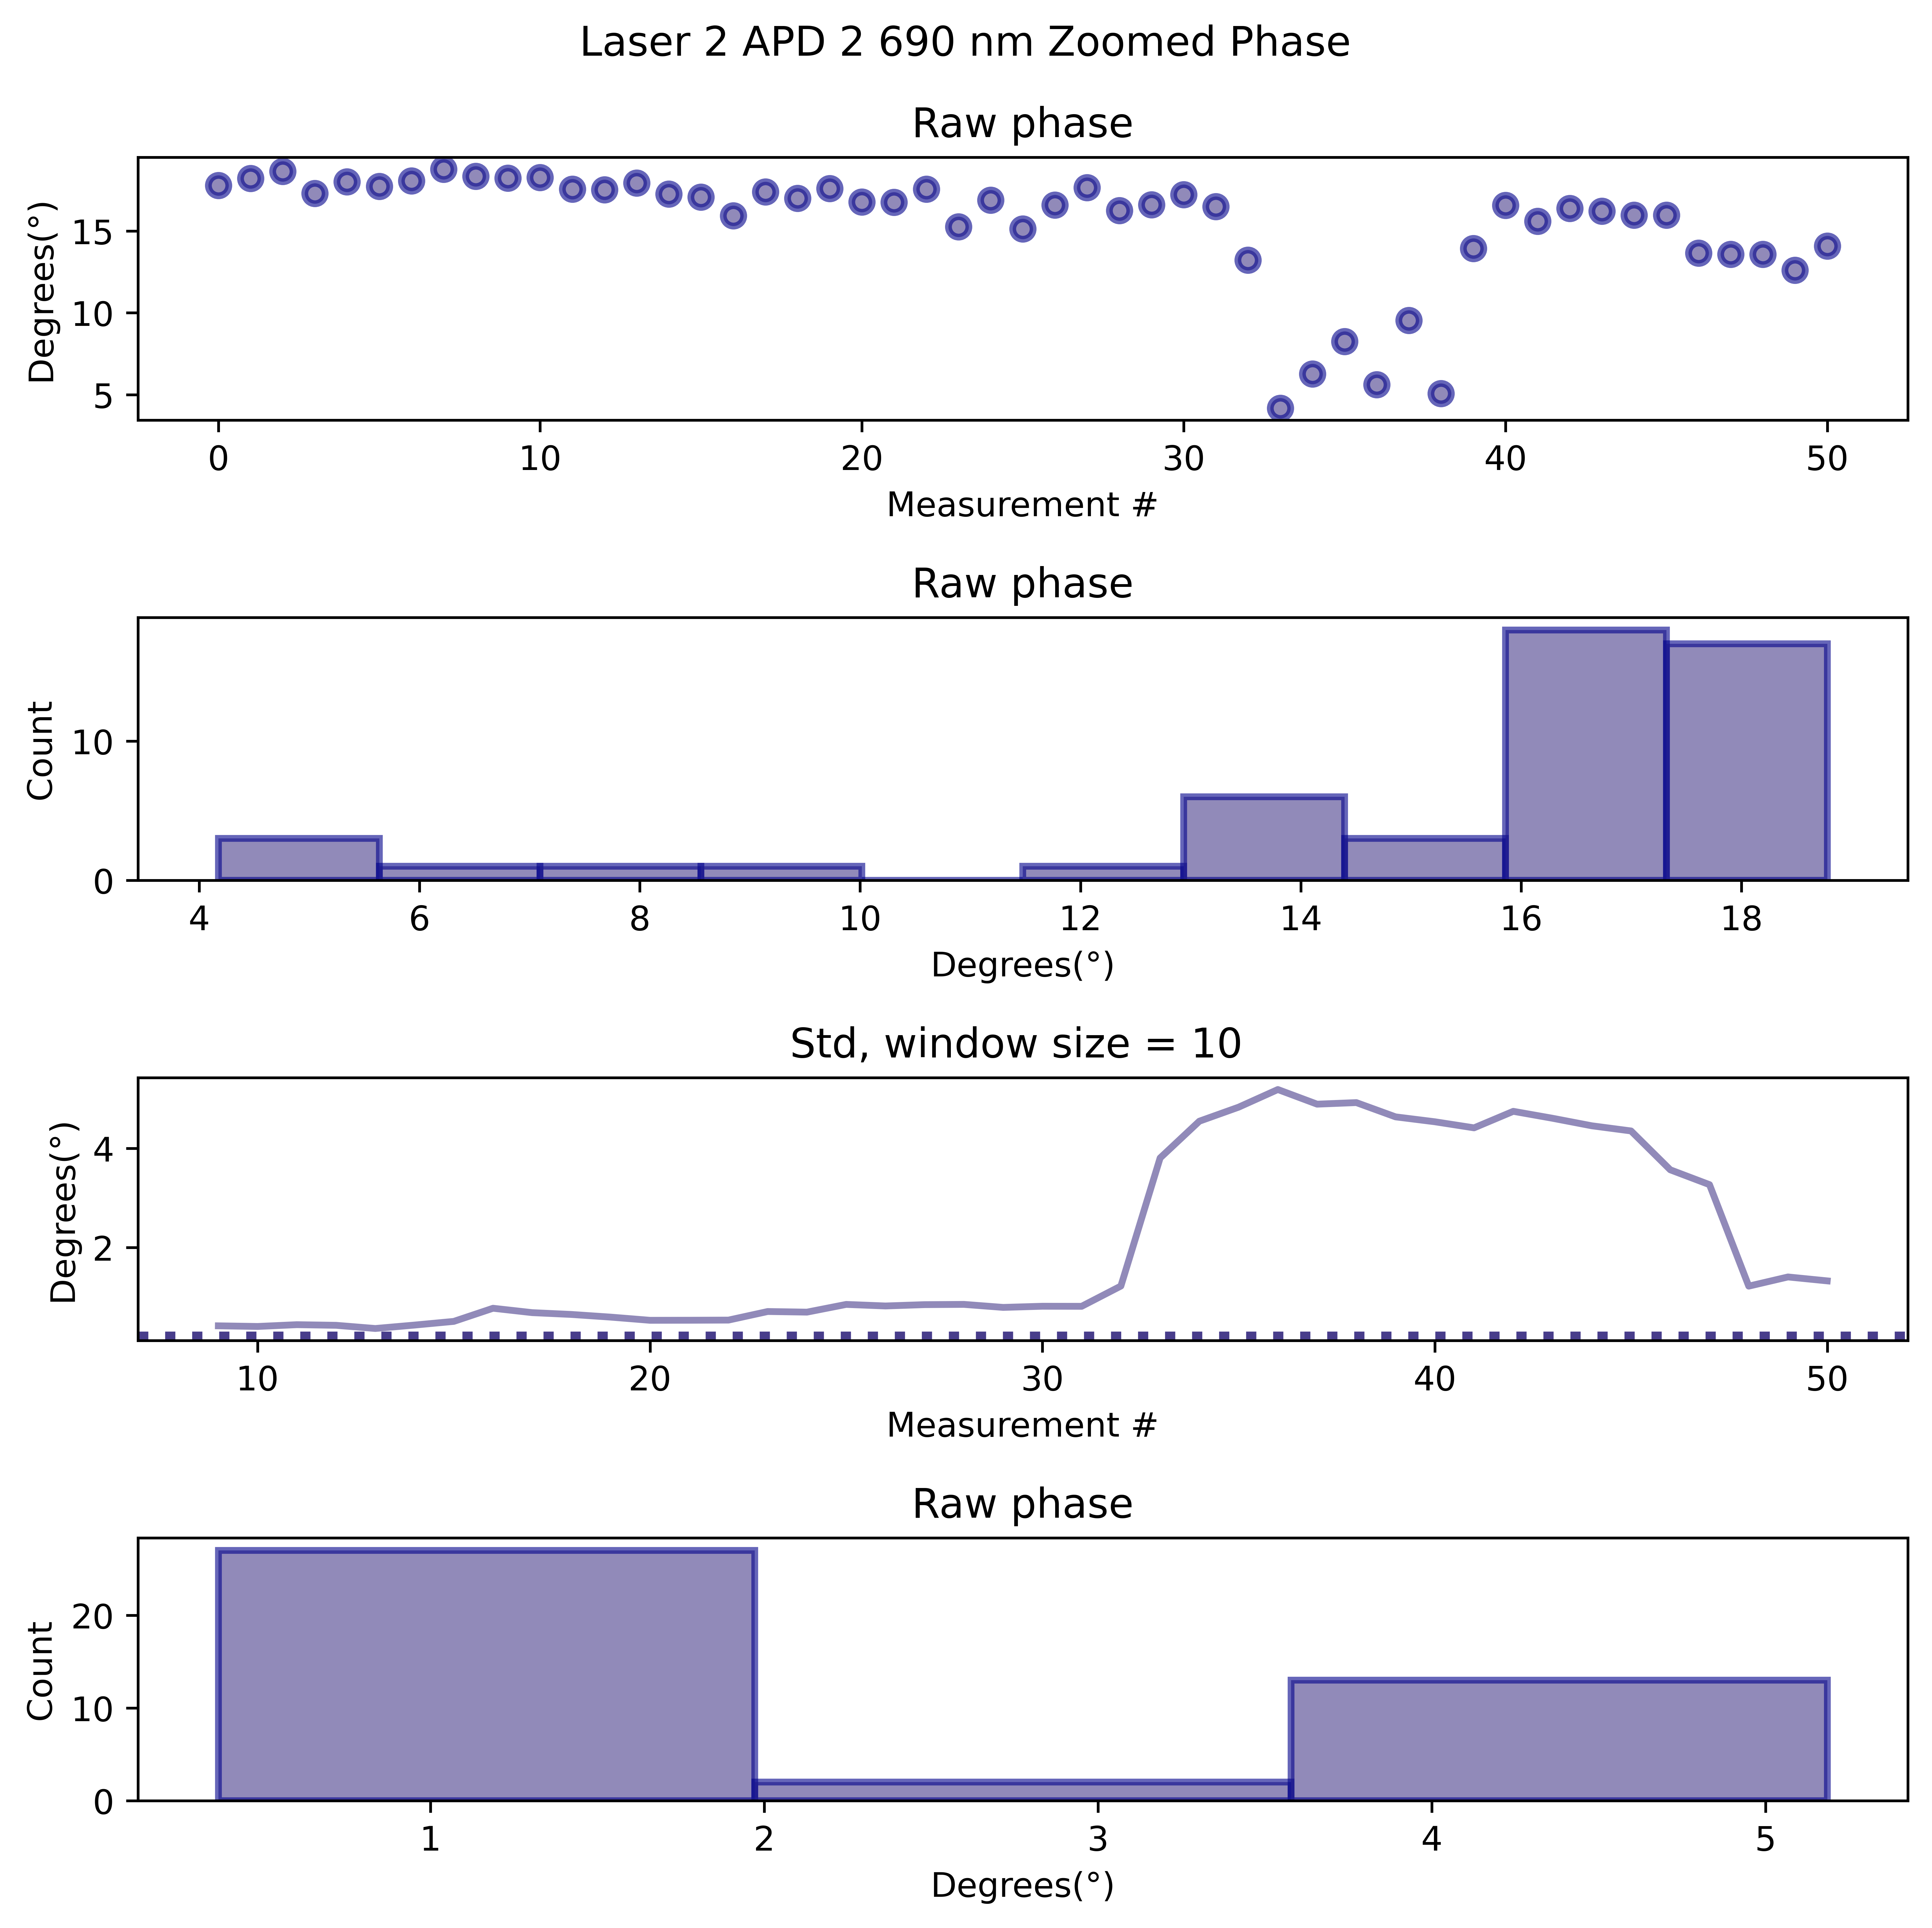 Laser 2 APD 2 690 nm Zoomed Phase
Raw phase
Degrees(°)
15
10
5
0 10 20 30 40 50
Measurement #
Raw phase
Count
10
0
4 6 8 10 12 14 16 18
Degrees(°)
Std, window size = 10
Degrees(°)
4
2
10 20 30 40 50
Measurement #
Raw phase
Count
20
10
0
1 2 3 4 5
Degrees(°)